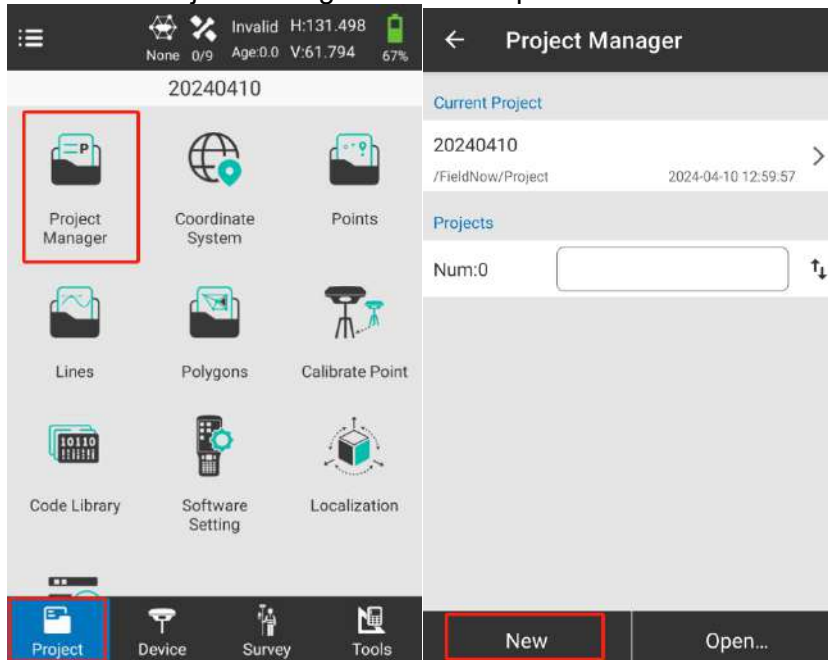 Invalid H:131.498
None 0/9 Age:0.0 V:61.794 67%
20240410
P
Project
Manager
Coordinate
System
Points
Lines
Polygons
Calibrate Point
10110
Code Library
Software
Setting
Localization
Project Device Survey Tools
Project Manager
Current Project
20240410
/FieldNow/Project 2024-04-10 12:59:57
Projects
Num:0
New Open...